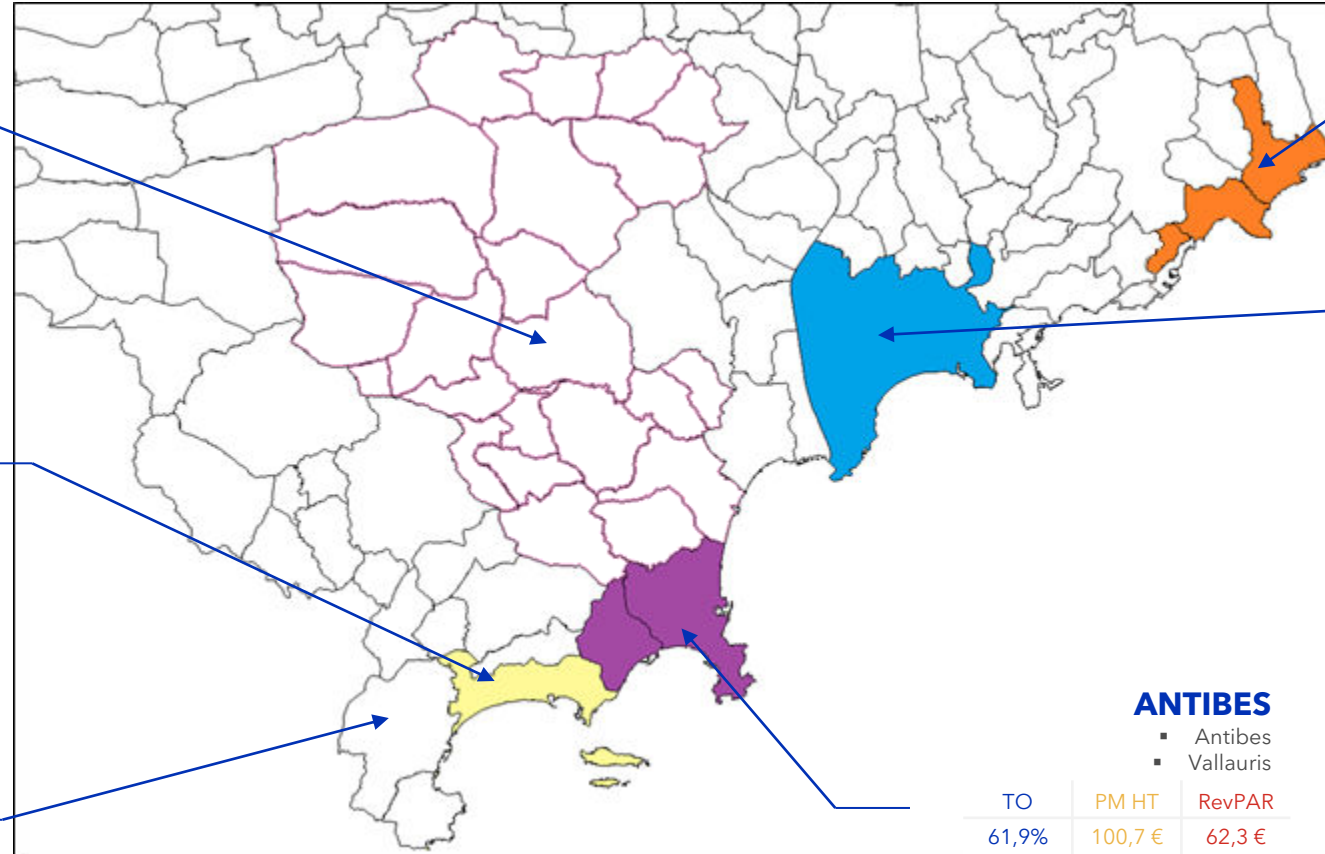 ANTIBES
▪ Antibes
▪ Vallauris
TO PM HT RevPAR
61,9% 100,7 € 62,3 €